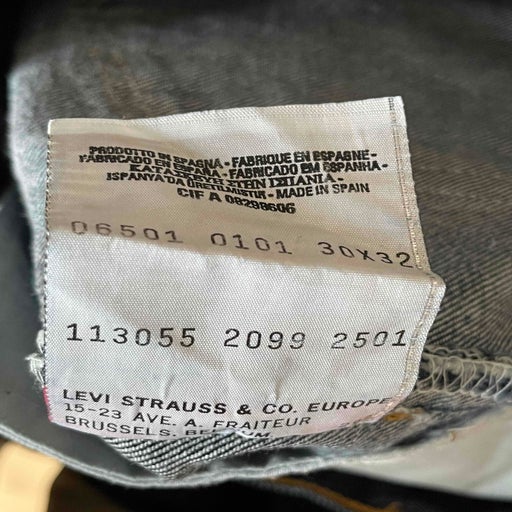 PRODOTTO IN SPAGNA - FABRIQUE EN ESPAGNE -
FABRICADO EN ESPAÑA - FABRICADO EM ESPANHA -
ISPANYA'DA ÜRETILMISTIR - MADE IN SPAIN
CIF A 08298606
06501 0101 30X32
113055 2099 2501
LEVI STRAUSS & CO. EUROPE
15-23 AVE. A. FRAITEUR
BRUSSELS,